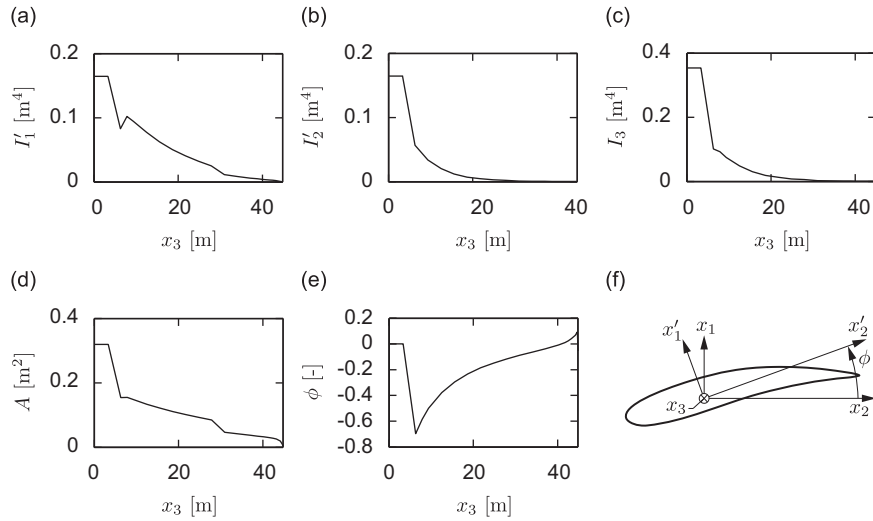 (a)
0.2
0.1
0
I′₁ [m⁴]
0 20 40
x₃ [m]
(b)
0.2
0.1
0
I′₂ [m⁴]
0 20 40
x₃ [m]
(c)
0.4
0.2
0
I₃ [m⁴]
0 20 40
x₃ [m]
(d)
0.4
0.2
0
A [m²]
0 20 40
x₃ [m]
(e)
0.2
0
-0.2
-0.4
-0.6
-0.8
ϕ [-]
0 20 40
x₃ [m]
(f)
x′₁ x₁ x′₂
ϕ
x₃ x₂